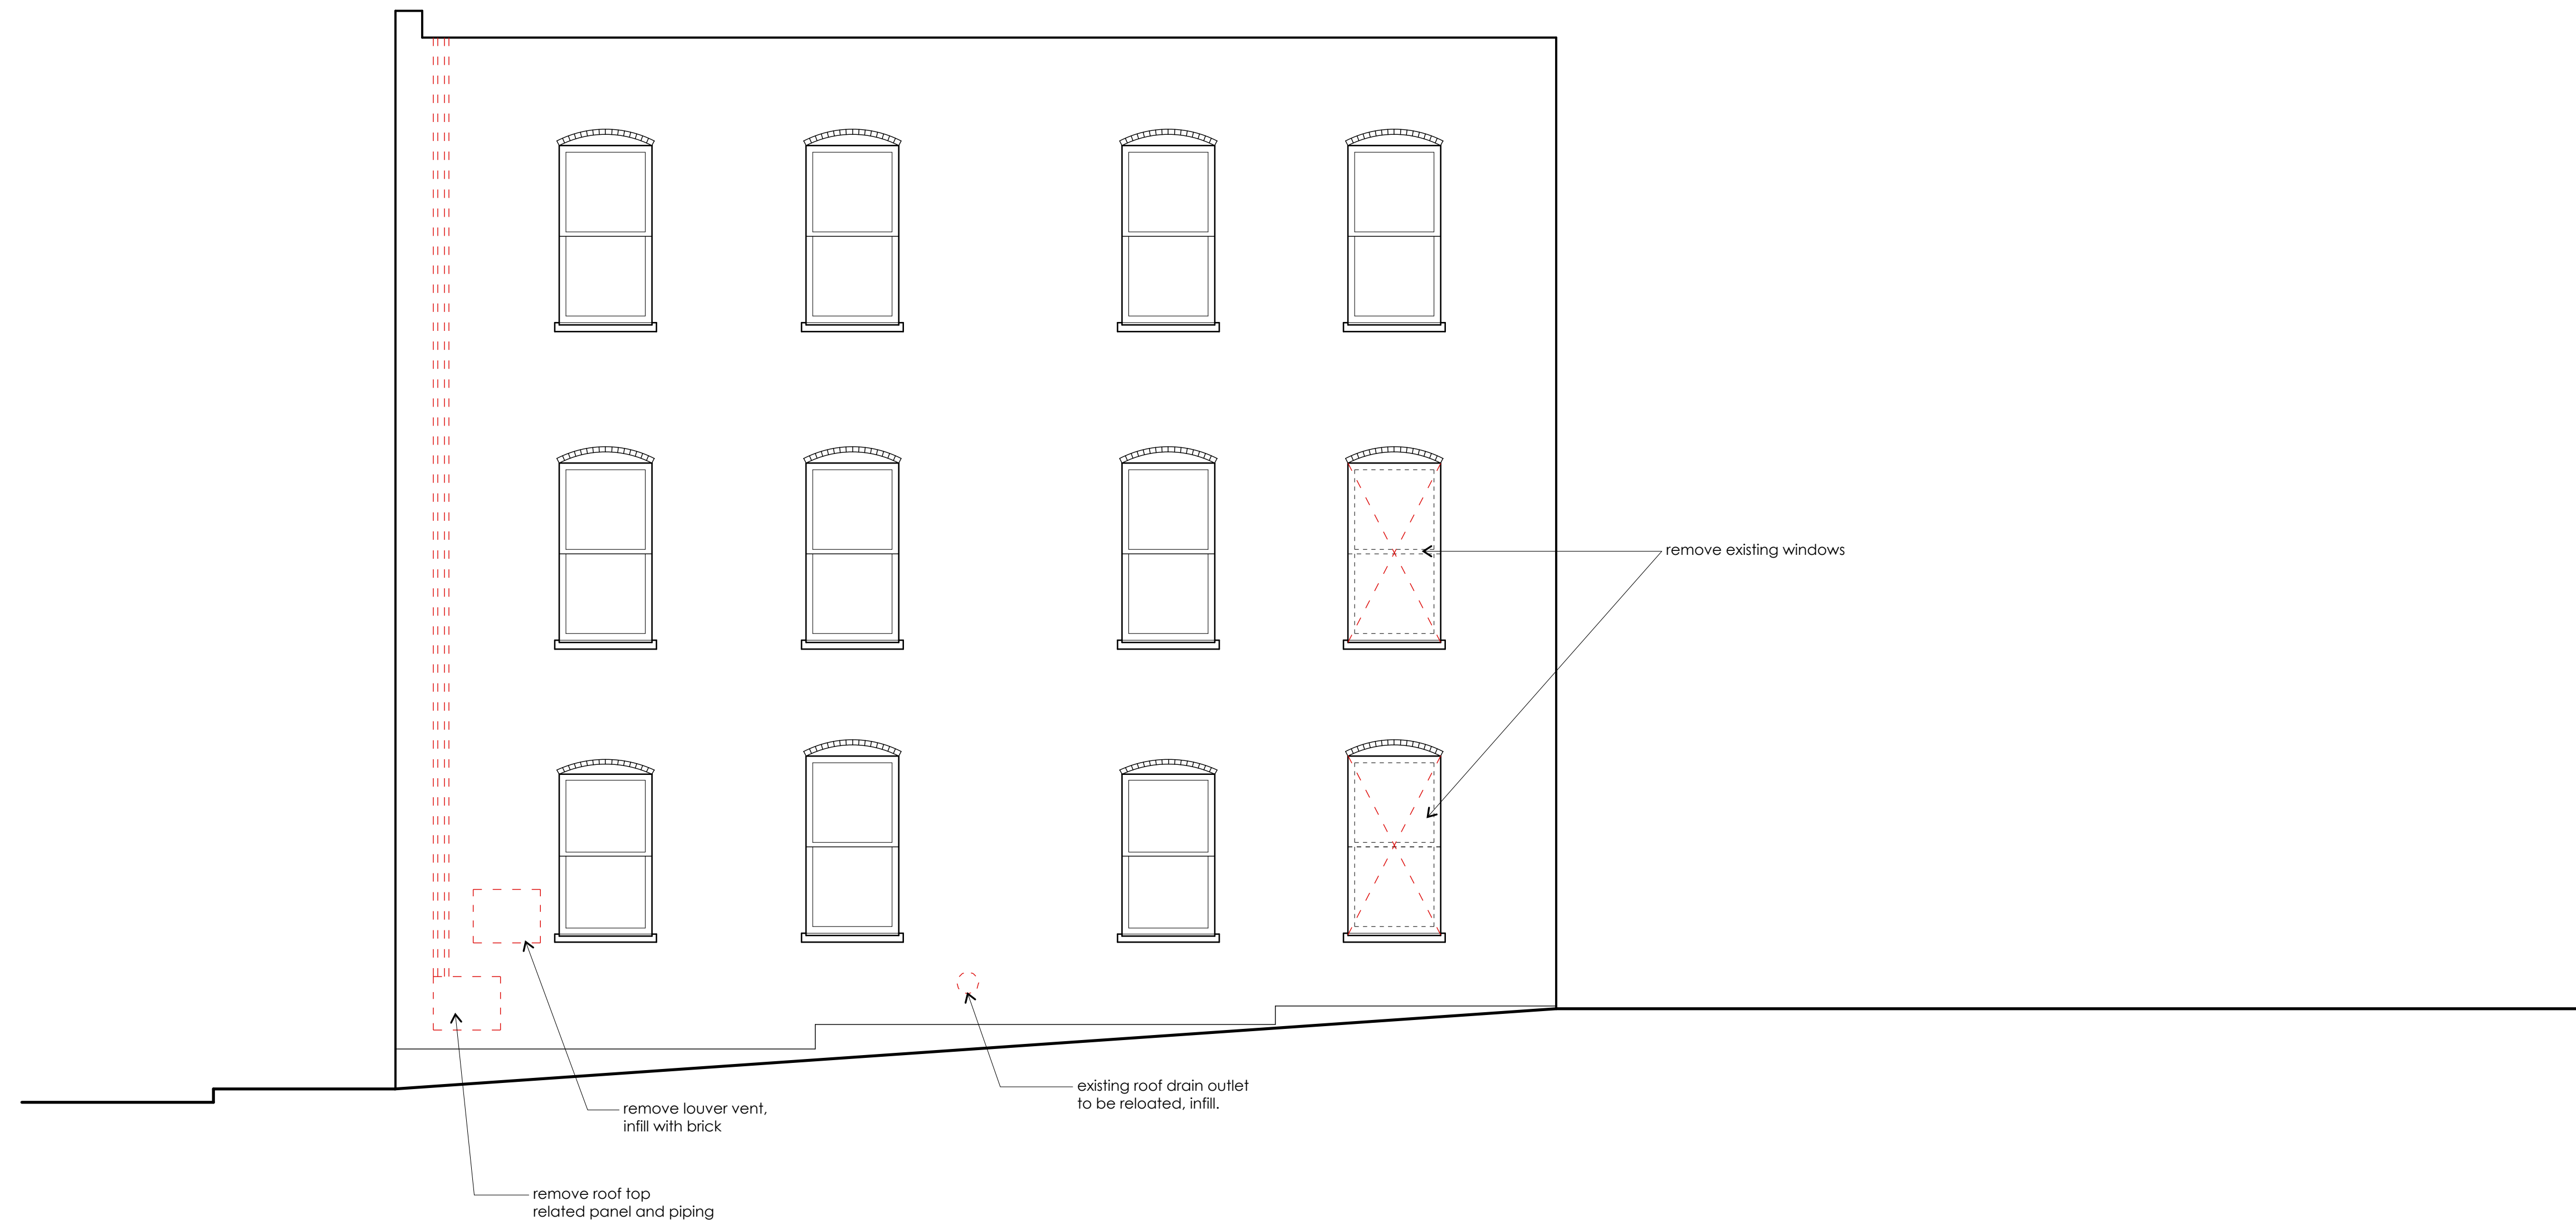 remove existing windows
existing roof drain outlet
to be reloated, infill.
remove louver vent,
infill with brick
remove roof top
related panel and piping